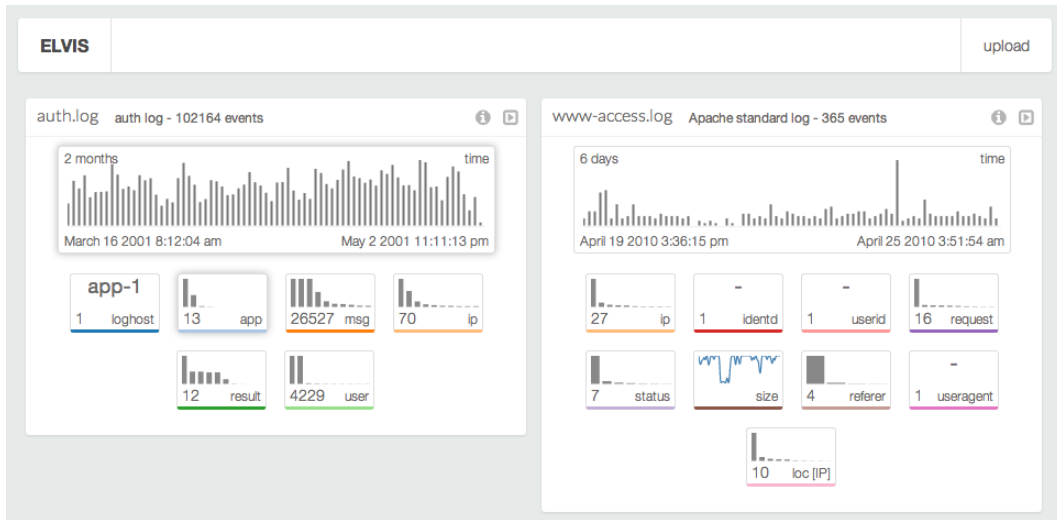 ELVIS
upload
auth.log auth log - 102164 events
2 months time
March 16 2001 8:12:04 am May 2 2001 11:11:13 pm
app-1
1 loghost
13 app
26527 msg
70 ip
12 result
4229 user
www-access.log Apache standard log - 365 events
6 days time
April 19 2010 3:36:15 pm April 25 2010 3:51:54 am
27 ip
-
1 identd
-
1 userid
16 request
7 status
size
4 referer
-
1 useragent
10 loc [IP]